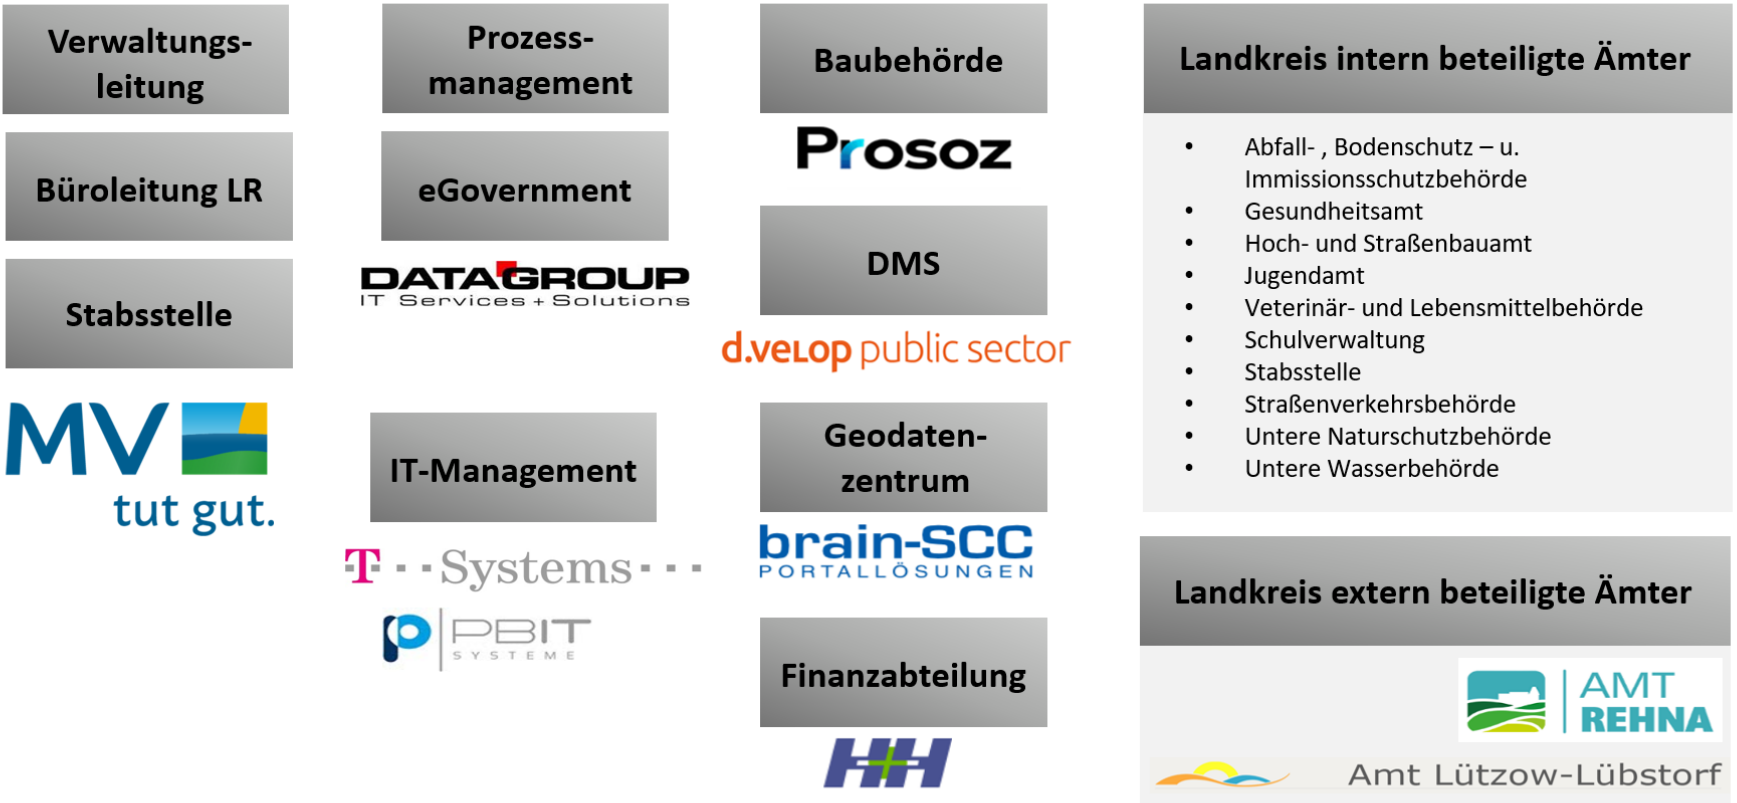 Verwaltungs-
leitung
Büroleitung LR
Stabsstelle
MV
tut gut.
Prozess-
management
eGovernment
DATAGROUP
IT Services + Solutions
IT-Management
T · · Systems · · ·
p PBIT
SYSTEME
Baubehörde
Prosoz
DMS
d.velop public sector
Geodaten-
zentrum
brain-SCC
PORTALLÖSUNGEN
Finanzabteilung
H+H
Landkreis intern beteiligte Ämter
• Abfall- , Bodenschutz – u.
Immissionsschutzbehörde
• Gesundheitsamt
• Hoch- und Straßenbauamt
• Jugendamt
• Veterinär- und Lebensmittelbehörde
• Schulverwaltung
• Stabsstelle
• Straßenverkehrsbehörde
• Untere Naturschutzbehörde
• Untere Wasserbehörde
Landkreis extern beteiligte Ämter
AMT
REHNA
Amt Lützow-Lübstorf